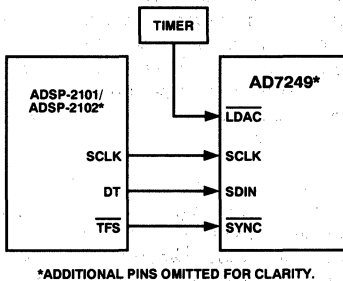 TIMER
ADSP-2101/
ADSP-2102*
AD7249*
LDAC
SCLK
SCLK
DT
SDIN
TFS
SYNC
*ADDITIONAL PINS OMITTED FOR CLARITY.